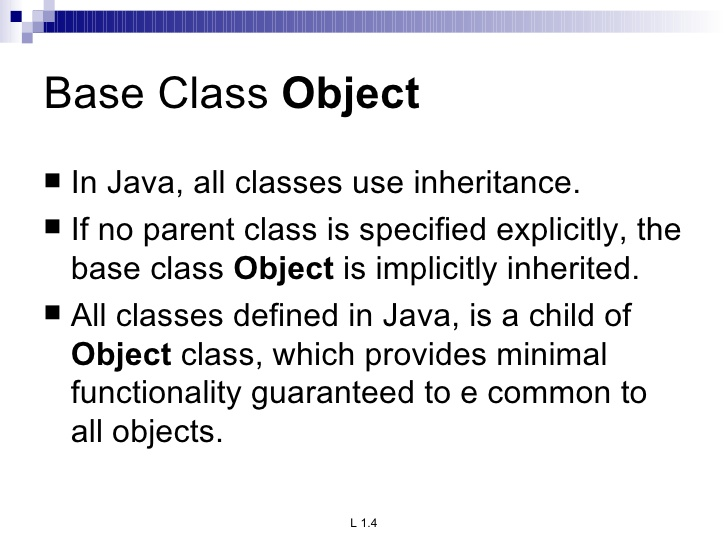 Base Class Object
In Java, all classes use inheritance.
If no parent class is specified explicitly, the
base class Object is implicitly inherited.
All classes defined in Java, is a child of
Object class, which provides minimal
functionality guaranteed to e common to
all objects.
L 1.4